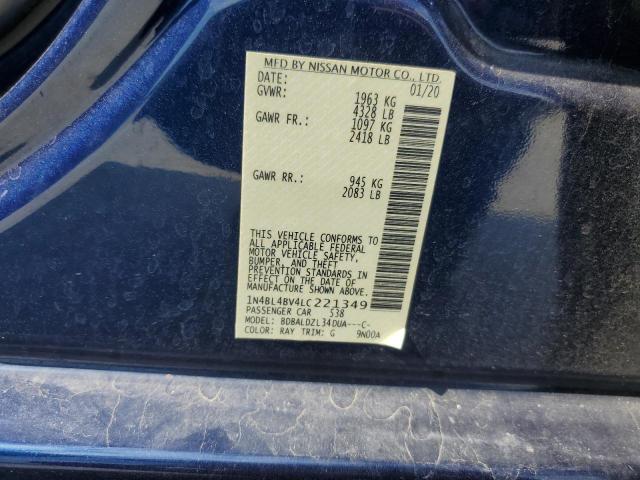 MFD BY NISSAN MOTOR CO., LTD.
DATE: 01/20
GVWR: 1963 KG
4328 LB
GAWR FR.: 1097 KG
2418 LB
GAWR RR.: 945 KG
2083 LB
THIS VEHICLE CONFORMS TO
ALL APPLICABLE FEDERAL
MOTOR VEHICLE SAFETY,
BUMPER, AND THEFT
PREVENTION STANDARDS IN
EFFECT ON THE DATE OF
MANUFACTURE SHOWN ABOVE.
1N4BL4BV4LC221349
PASSENGER CAR 538
MODEL: BDBALDZL34DUA---C-
COLOR: RAY TRIM: G 9N00A